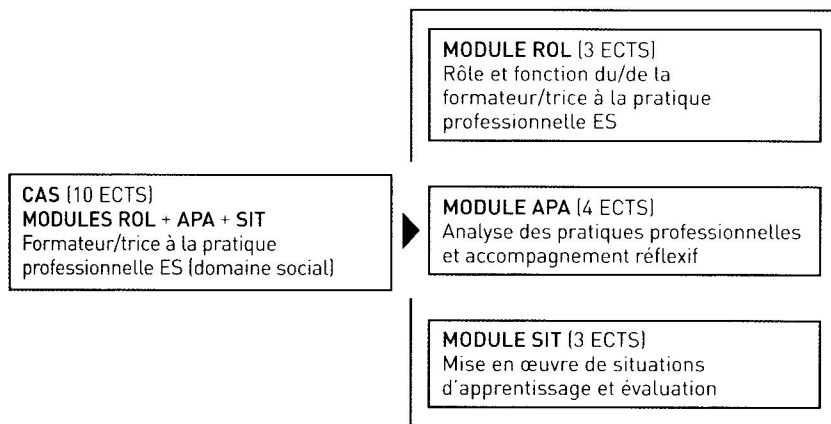 CAS (10 ECTS)
MODULES ROL + APA + SIT
Formateur/trice à la pratique
professionnelle ES (domaine social)
MODULE ROL (3 ECTS)
Rôle et fonction du/de la
formateur/trice à la pratique
professionnelle ES
MODULE APA (4 ECTS)
Analyse des pratiques professionnelles
et accompagnement réflexif
MODULE SIT (3 ECTS)
Mise en œuvre de situations
d'apprentissage et évaluation